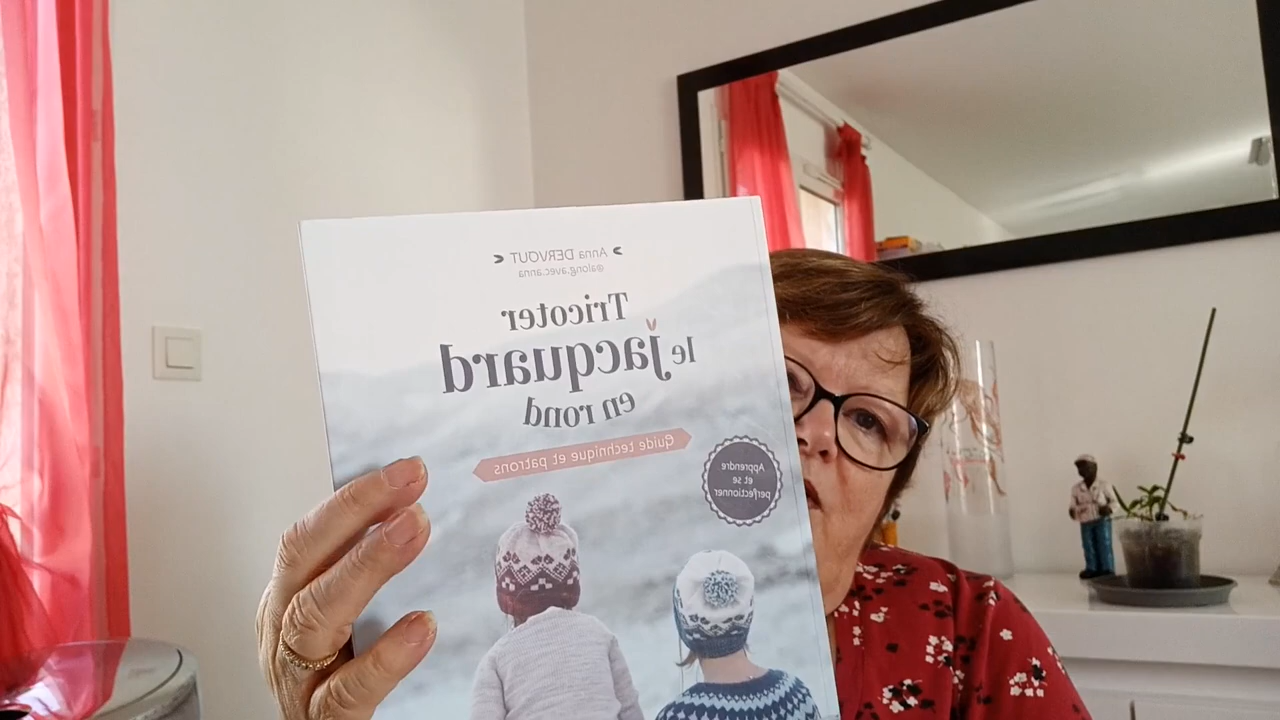 Anna DERVOUT
@along.avec.anna
Tricoter
le jacquard
en rond
Guide technique et patrons
Apprendre
et se
perfectionner